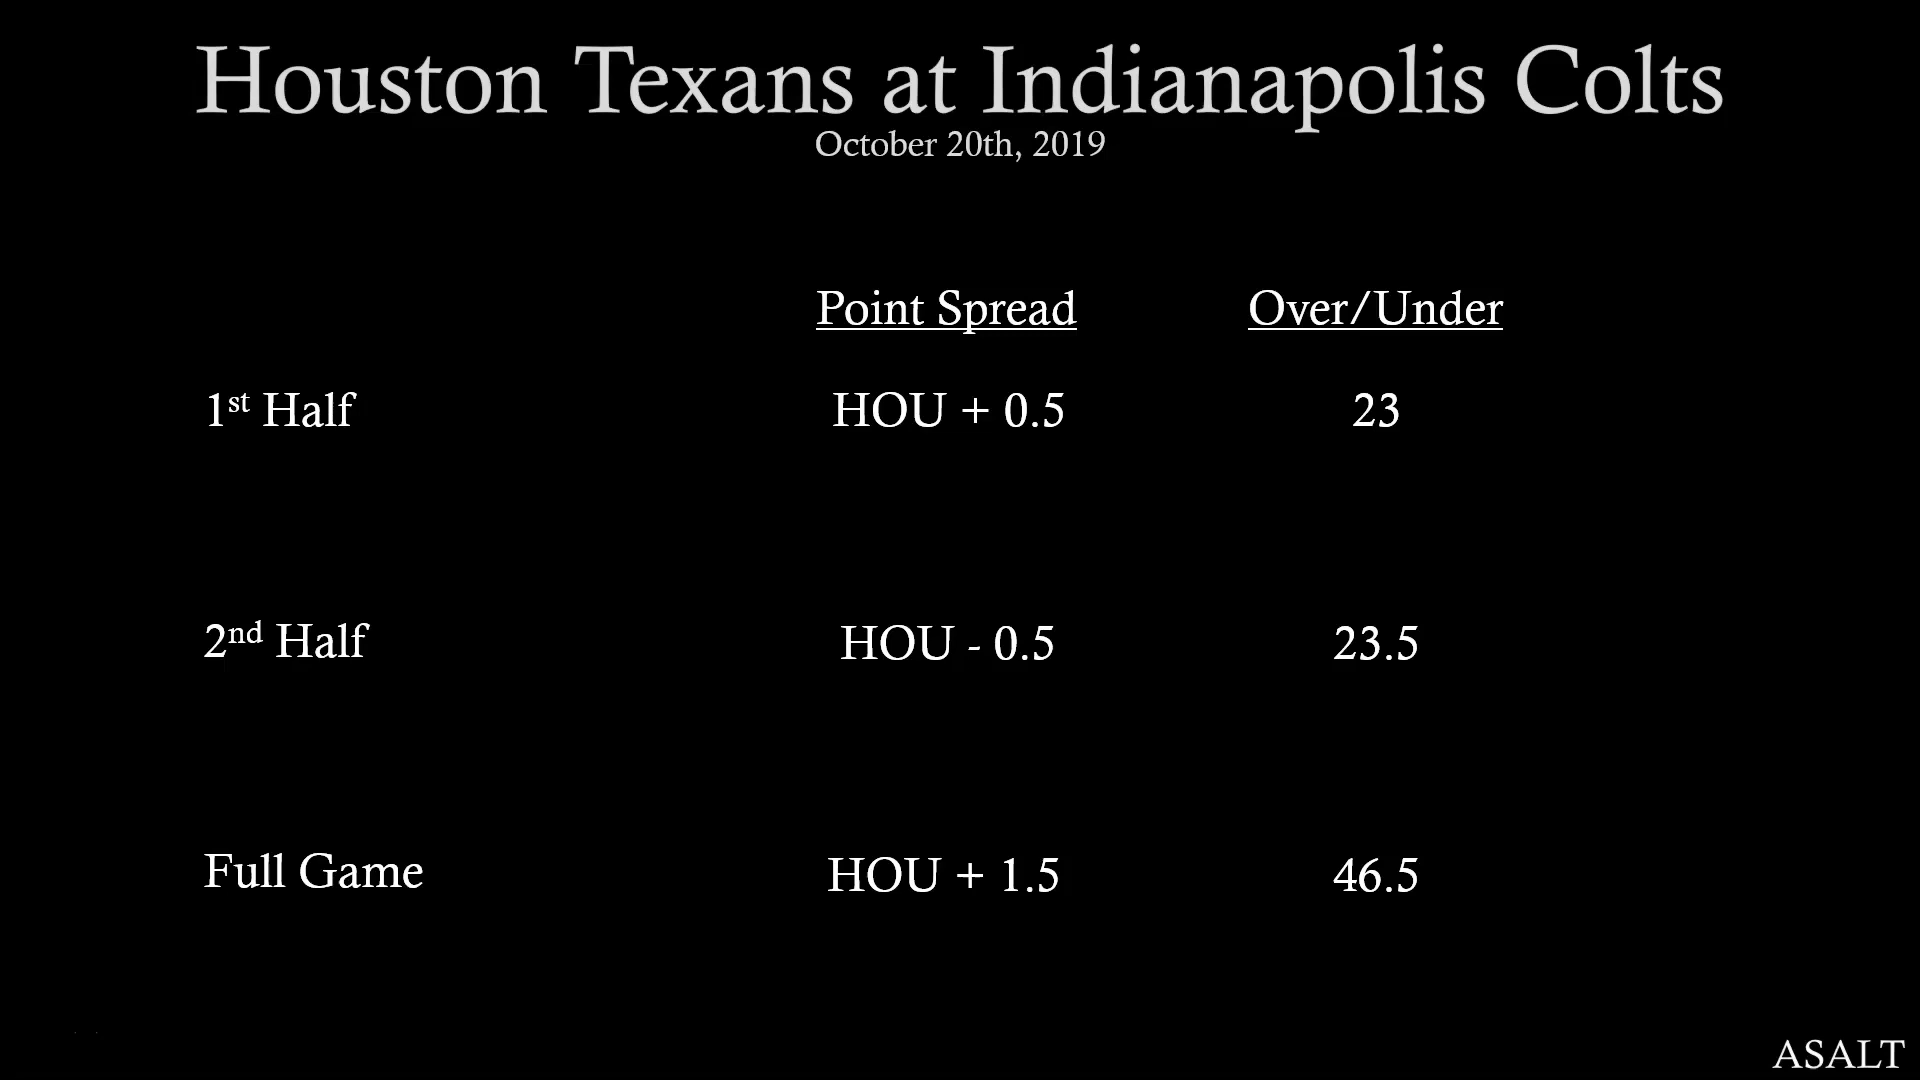 Houston Texans at Indianapolis Colts
October 20th, 2019
Point Spread Over/Under
1st Half HOU + 0.5 23
2nd Half HOU - 0.5 23.5
Full Game HOU + 1.5 46.5
ASALT